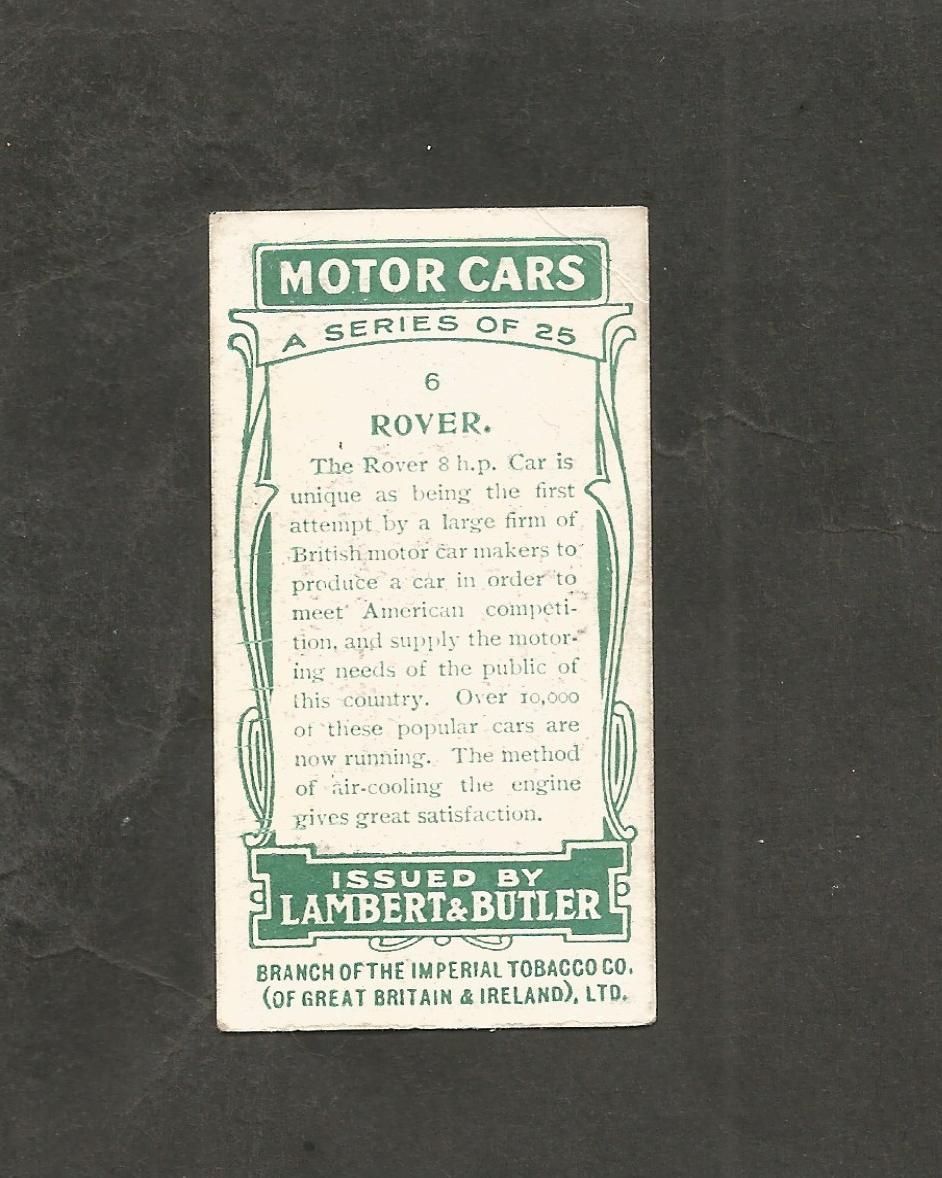 MOTOR CARS
A SERIES OF 25
6
ROVER.
The Rover 8 h.p. Car is
unique as being the first
attempt by a large firm of
British motor car makers to
produce a car in order to
meet American competi-
tion, and supply the motor-
ing needs of the public of
this country. Over 10,000
of these popular cars are
now running. The method
of air-cooling the engine
gives great satisfaction.
ISSUED BY
LAMBERT & BUTLER
BRANCH OF THE IMPERIAL TOBACCO CO.
(OF GREAT BRITAIN & IRELAND), LTD.